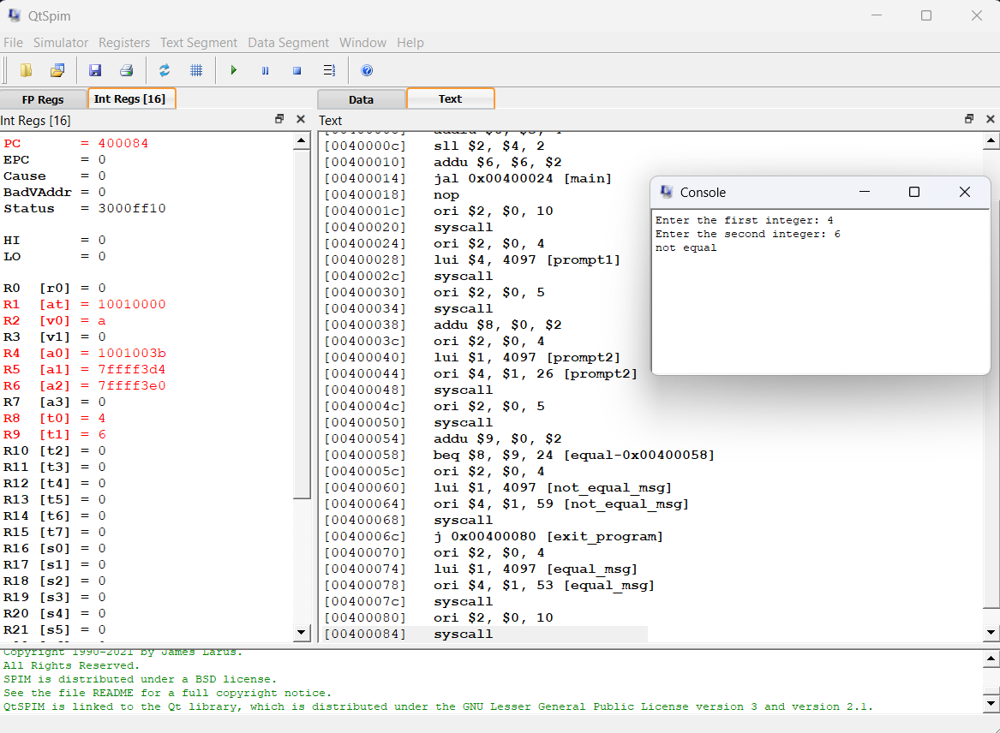 QtSpim
File Simulator Registers Text Segment Data Segment Window Help
FP Regs
Int Regs [16]
Data
Text
Int Regs [16]
Text
PC = 400084
EPC = 0
Cause = 0
BadVAddr = 0
Status = 3000ff10
HI = 0
LO = 0
R0 [r0] = 0
R1 [at] = 10010000
R2 [v0] = a
R3 [v1] = 0
R4 [a0] = 1001003b
R5 [a1] = 7ffff3d4
R6 [a2] = 7ffff3e0
R7 [a3] = 0
R8 [t0] = 4
R9 [t1] = 6
R10 [t2] = 0
R11 [t3] = 0
R12 [t4] = 0
R13 [t5] = 0
R14 [t6] = 0
R15 [t7] = 0
R16 [s0] = 0
R17 [s1] = 0
R18 [s2] = 0
R19 [s3] = 0
R20 [s4] = 0
R21 [s5] = 0
[0040000c] sll $2, $4, 2
[00400010] addu $6, $6, $2
[00400014] jal 0x00400024 [main]
[00400018] nop
[0040001c] ori $2, $0, 10
[00400020] syscall
[00400024] ori $2, $0, 4
[00400028] lui $4, 4097 [prompt1]
[0040002c] syscall
[00400030] ori $2, $0, 5
[00400034] syscall
[00400038] addu $8, $0, $2
[0040003c] ori $2, $0, 4
[00400040] lui $1, 4097 [prompt2]
[00400044] ori $4, $1, 26 [prompt2]
[00400048] syscall
[0040004c] ori $2, $0, 5
[00400050] syscall
[00400054] addu $9, $0, $2
[00400058] beq $8, $9, 24 [equal-0x00400058]
[0040005c] ori $2, $0, 4
[00400060] lui $1, 4097 [not_equal_msg]
[00400064] ori $4, $1, 59 [not_equal_msg]
[00400068] syscall
[0040006c] j 0x00400080 [exit_program]
[00400070] ori $2, $0, 4
[00400074] lui $1, 4097 [equal_msg]
[00400078] ori $4, $1, 53 [equal_msg]
[0040007c] syscall
[00400080] ori $2, $0, 10
[00400084] syscall
Console
Enter the first integer: 4
Enter the second integer: 6
not equal
Copyright 1990-2021 by James Larus.
All Rights Reserved.
SPIM is distributed under a BSD license.
See the file README for a full copyright notice.
QtSPIM is linked to the Qt library, which is distributed under the GNU Lesser General Public License version 3 and version 2.1.